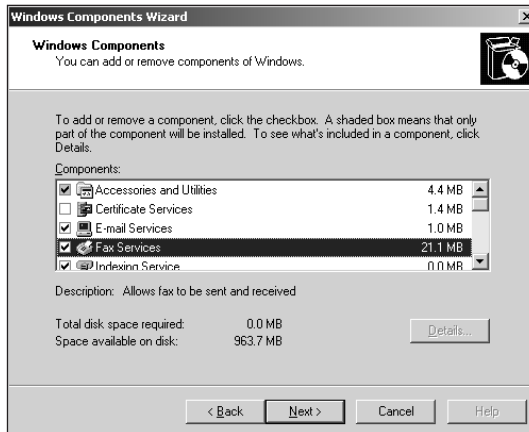 Windows Components Wizard
Windows Components
You can add or remove components of Windows.
To add or remove a component, click the checkbox. A shaded box means that only
part of the component will be installed. To see what's included in a component, click
Details.
Components:
Accessories and Utilities 4.4 MB
Certificate Services 1.4 MB
E-mail Services 1.0 MB
Fax Services 21.1 MB
Indexing Service 0.0 MB
Description: Allows fax to be sent and received
Total disk space required: 0.0 MB
Space available on disk: 963.7 MB
Details...
< Back Next > Cancel Help